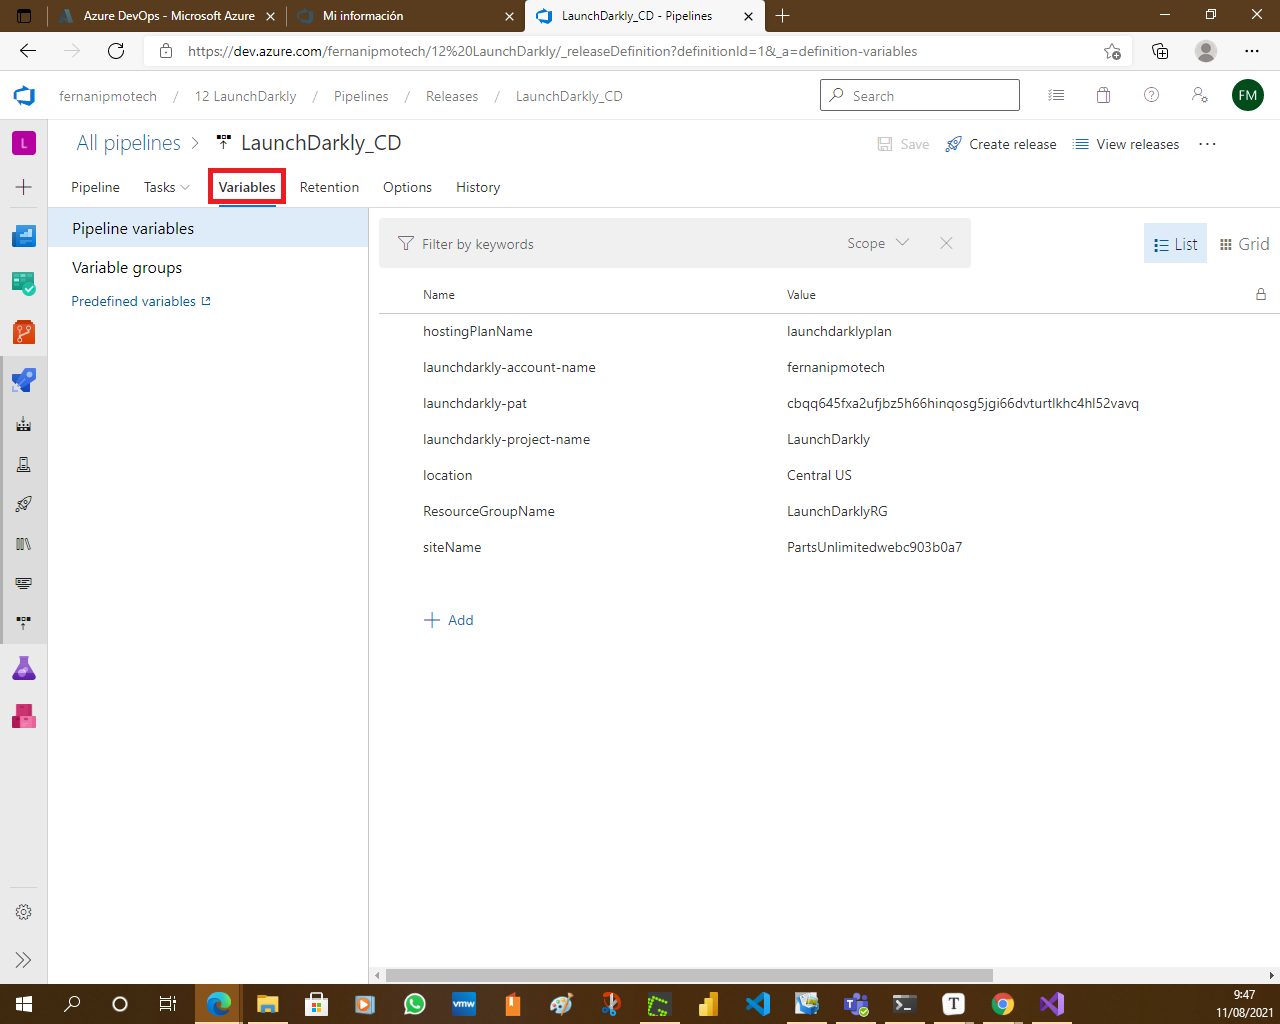 Azure DevOps - Microsoft Azure
Mi información
LaunchDarkly_CD - Pipelines
https://dev.azure.com/fernanipmotech/12%20LaunchDarkly/_releaseDefinition?definitionId=1&_a=definition-variables
fernanipmotech / 12 LaunchDarkly / Pipelines / Releases / LaunchDarkly_CD
Search
FM
L
All pipelines > LaunchDarkly_CD
Save
Create release
View releases
...
Pipeline
Tasks
Variables
Retention
Options
History
Pipeline variables
Variable groups
Predefined variables
Filter by keywords
Scope
List
Grid
Name Value
hostingPlanName launchdarklyplan
launchdarkly-account-name fernanipmotech
launchdarkly-pat cbqq645fxa2ufjbz5h66hinqosg5jgi66dvturtlkhc4hl52vavq
launchdarkly-project-name LaunchDarkly
location Central US
ResourceGroupName LaunchDarklyRG
siteName PartsUnlimitedwebc903b0a7
+ Add
vmw
T
9:47
11/08/2021